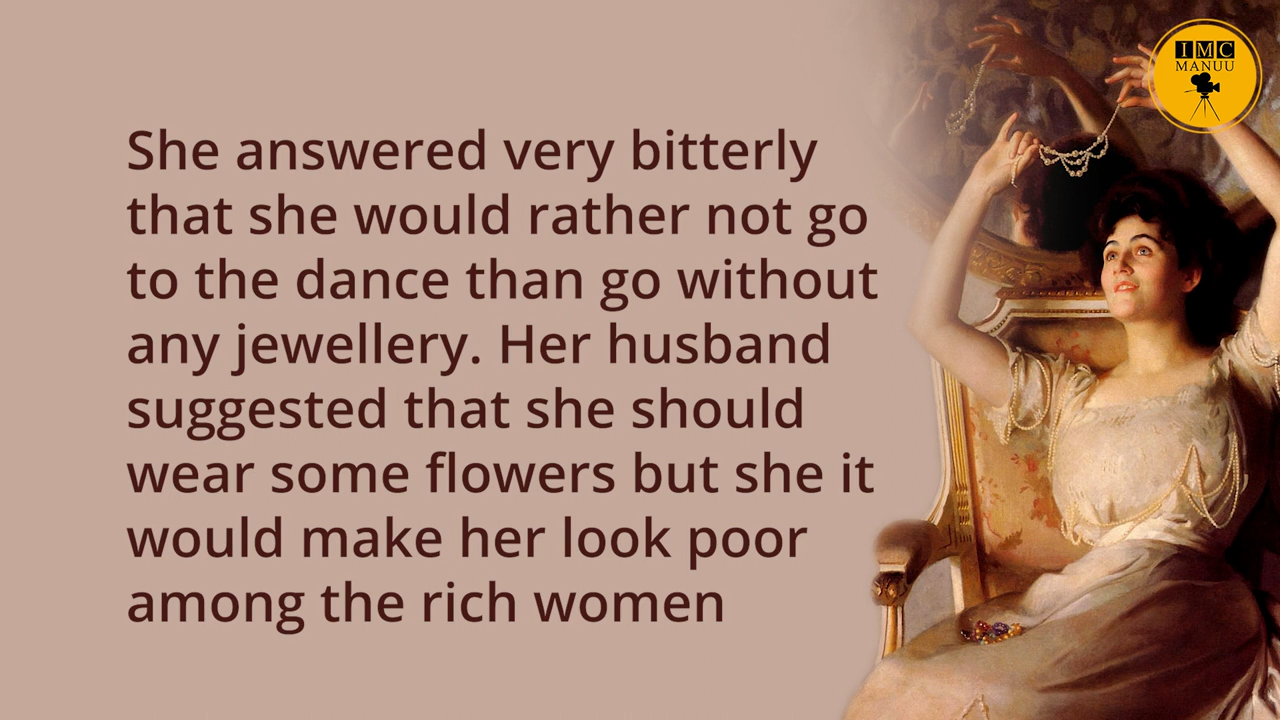 She answered very bitterly
that she would rather not go
to the dance than go without
any jewellery. Her husband
suggested that she should
wear some flowers but she it
would make her look poor
among the rich women
IMC
MANUU